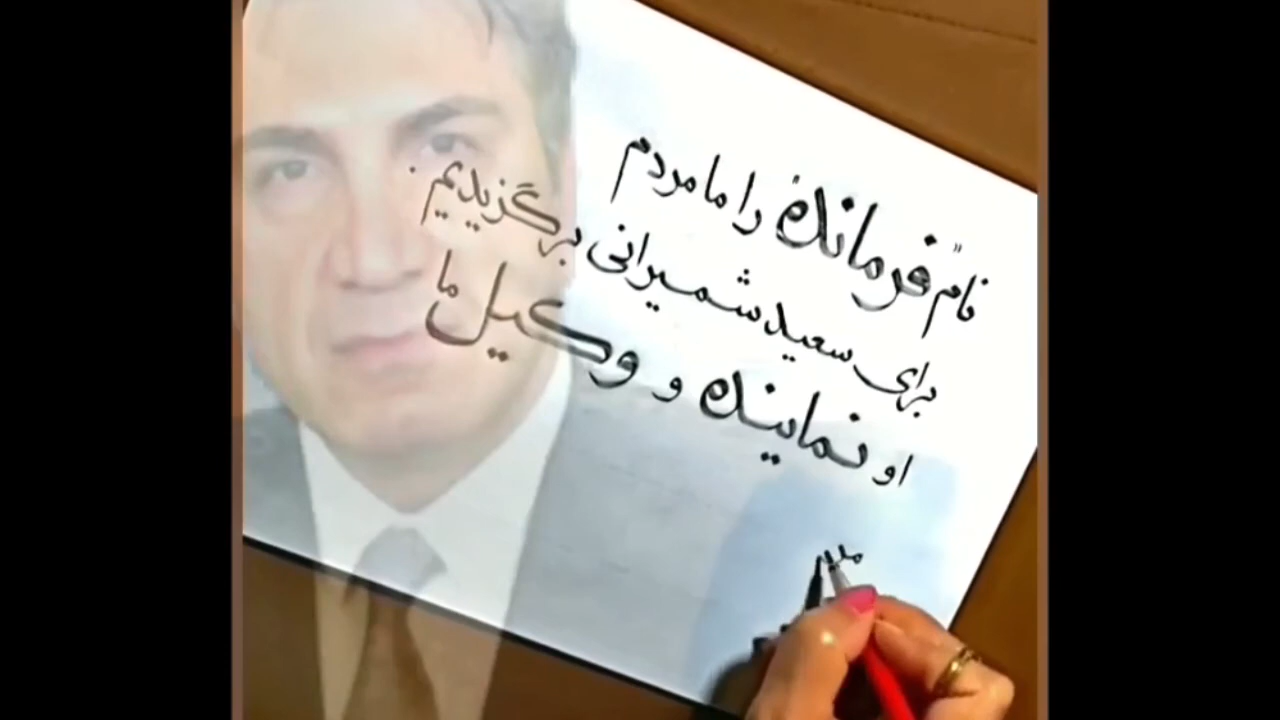 نام "فرمانده" را ما مردم
برای سعید شمیرانی برگزیدیم.
او نماینده و وکیل ما